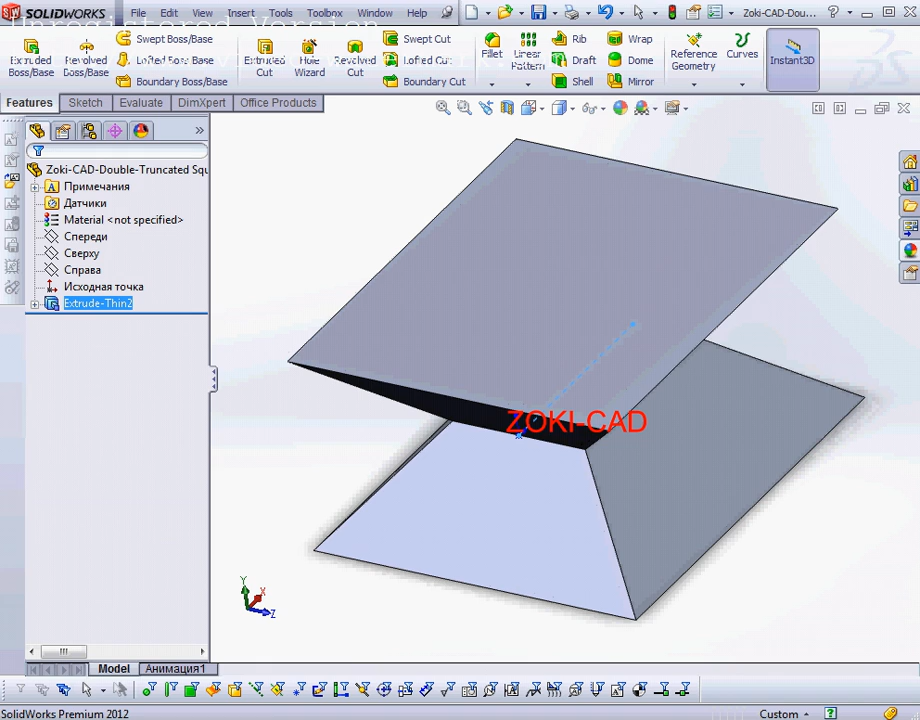 SOLIDWORKS File Edit View Insert Tools Toolbox Window Help Zoki-CAD-Dou... ?
Unregistered Version
Extruded Boss/Base
Revolved Boss/Base
Swept Boss/Base
Lofted Boss/Base
Boundary Boss/Base
Extruded Cut
Hole Wizard
Revolved Cut
Swept Cut
Lofted Cut
Boundary Cut
Fillet
Linear Pattern
Rib
Draft
Shell
Wrap
Dome
Mirror
Reference Geometry
Curves
Instant3D
Features Sketch Evaluate DimXpert Office Products
Zoki-CAD-Double-Truncated Squ
Примечания
Датчики
Material <not specified>
Спереди
Сверху
Справа
Исходная точка
Extrude-Thin2
ZOKI-CAD
Y
X
Z
Model Анимация1
SolidWorks Premium 2012 Custom ?